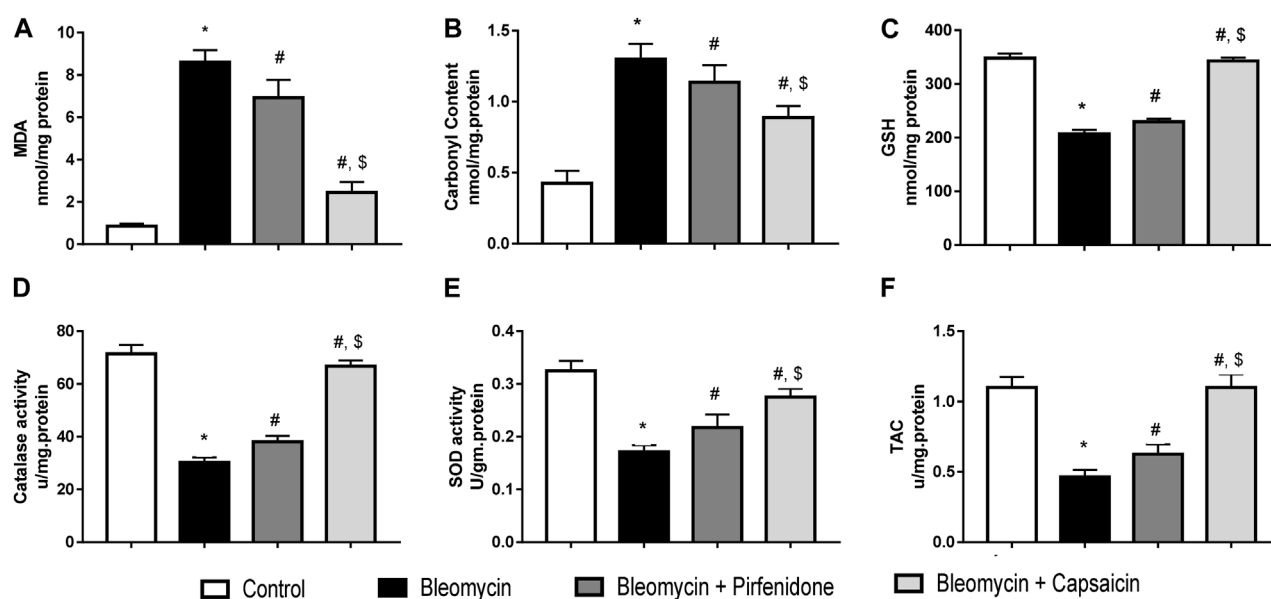 A
MDA
nmol/mg protein
10
8
6
4
2
0
*
#
#, $
B
Carbonyl Content
nmol/mg.protein
1.5
1.0
0.5
0.0
*
#
#, $
C
GSH
nmol/mg protein
400
300
200
100
0
*
#
#, $
D
Catalase activity
u/mg.protein
80
60
40
20
0
*
#
#, $
E
SOD activity
U/gm.protein
0.4
0.3
0.2
0.1
0.0
*
#
#, $
F
TAC
u/mg.protein
1.5
1.0
0.5
0.0
*
#
#, $
Control
Bleomycin
Bleomycin + Pirfenidone
Bleomycin + Capsaicin